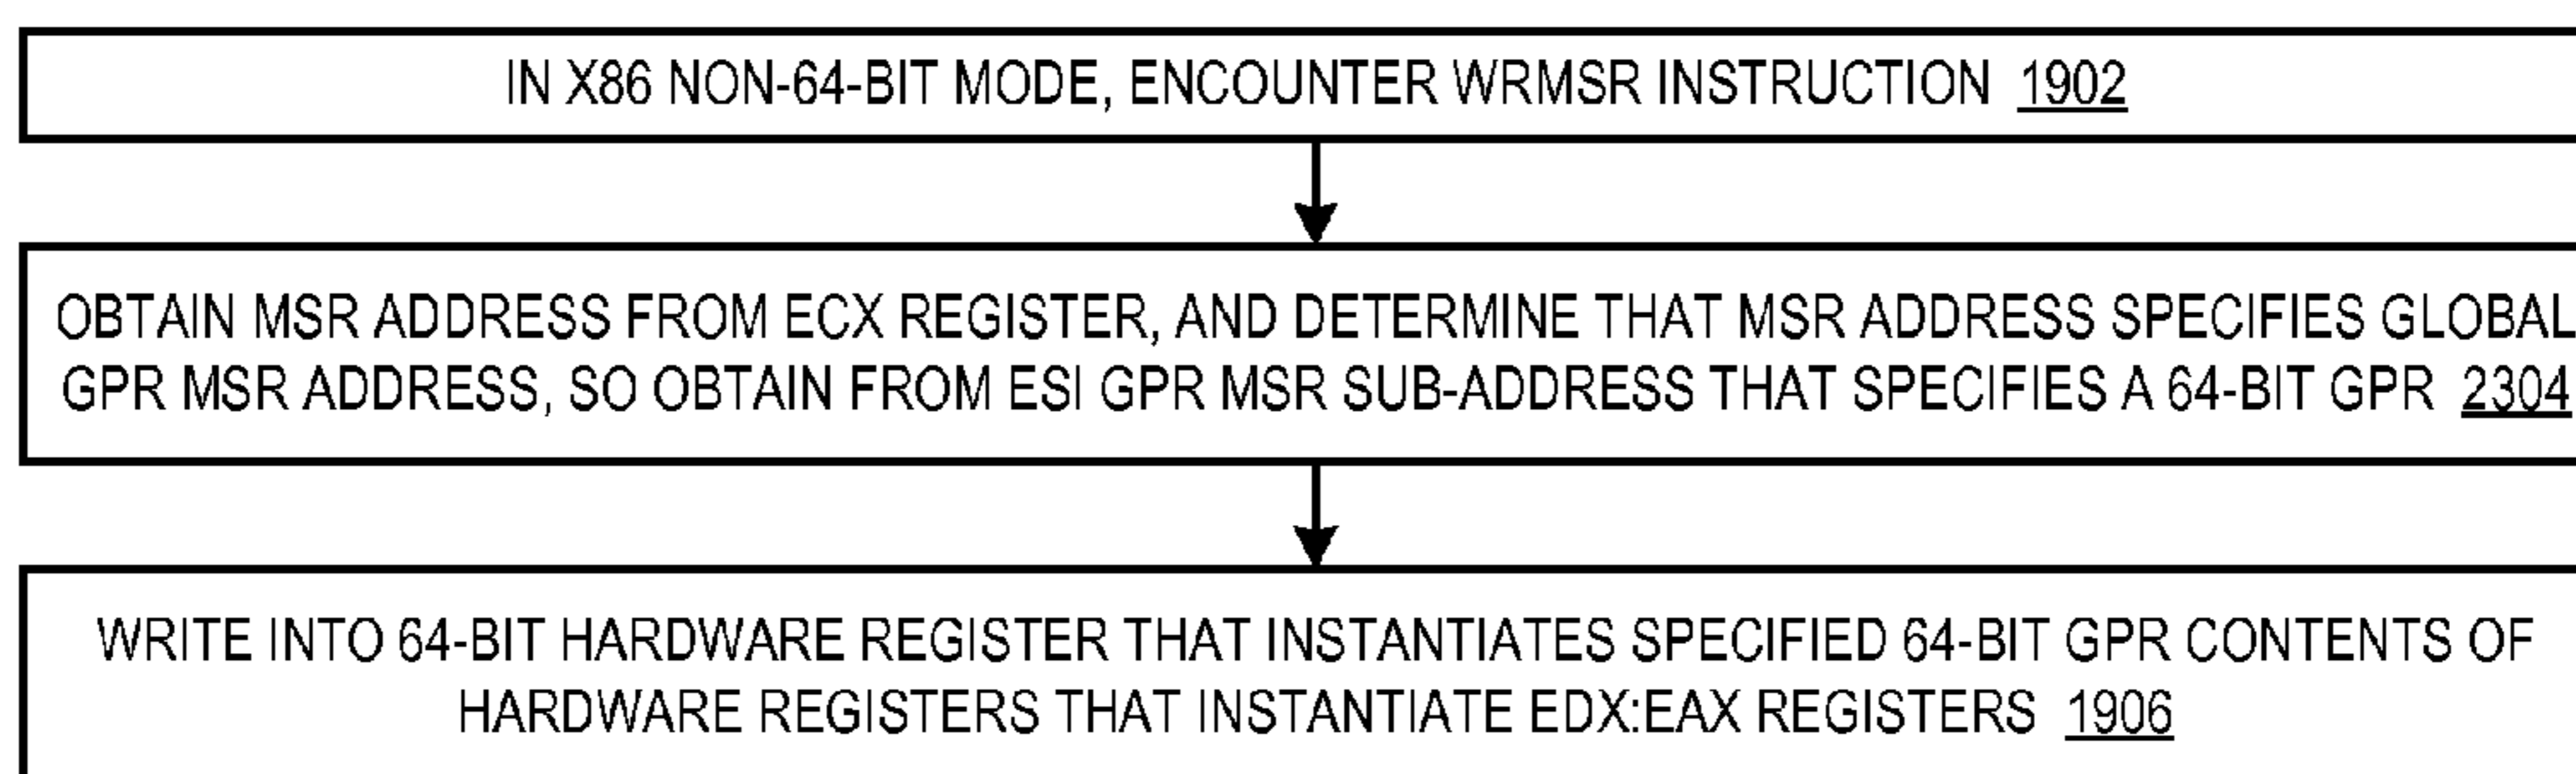 IN X86 NON-64-BIT MODE, ENCOUNTER WRMSR INSTRUCTION 1902
OBTAIN MSR ADDRESS FROM ECX REGISTER, AND DETERMINE THAT MSR ADDRESS SPECIFIES GLOBAL
GPR MSR ADDRESS, SO OBTAIN FROM ESI GPR MSR SUB-ADDRESS THAT SPECIFIES A 64-BIT GPR 2304
WRITE INTO 64-BIT HARDWARE REGISTER THAT INSTANTIATES SPECIFIED 64-BIT GPR CONTENTS OF
HARDWARE REGISTERS THAT INSTANTIATE EDX:EAX REGISTERS 1906